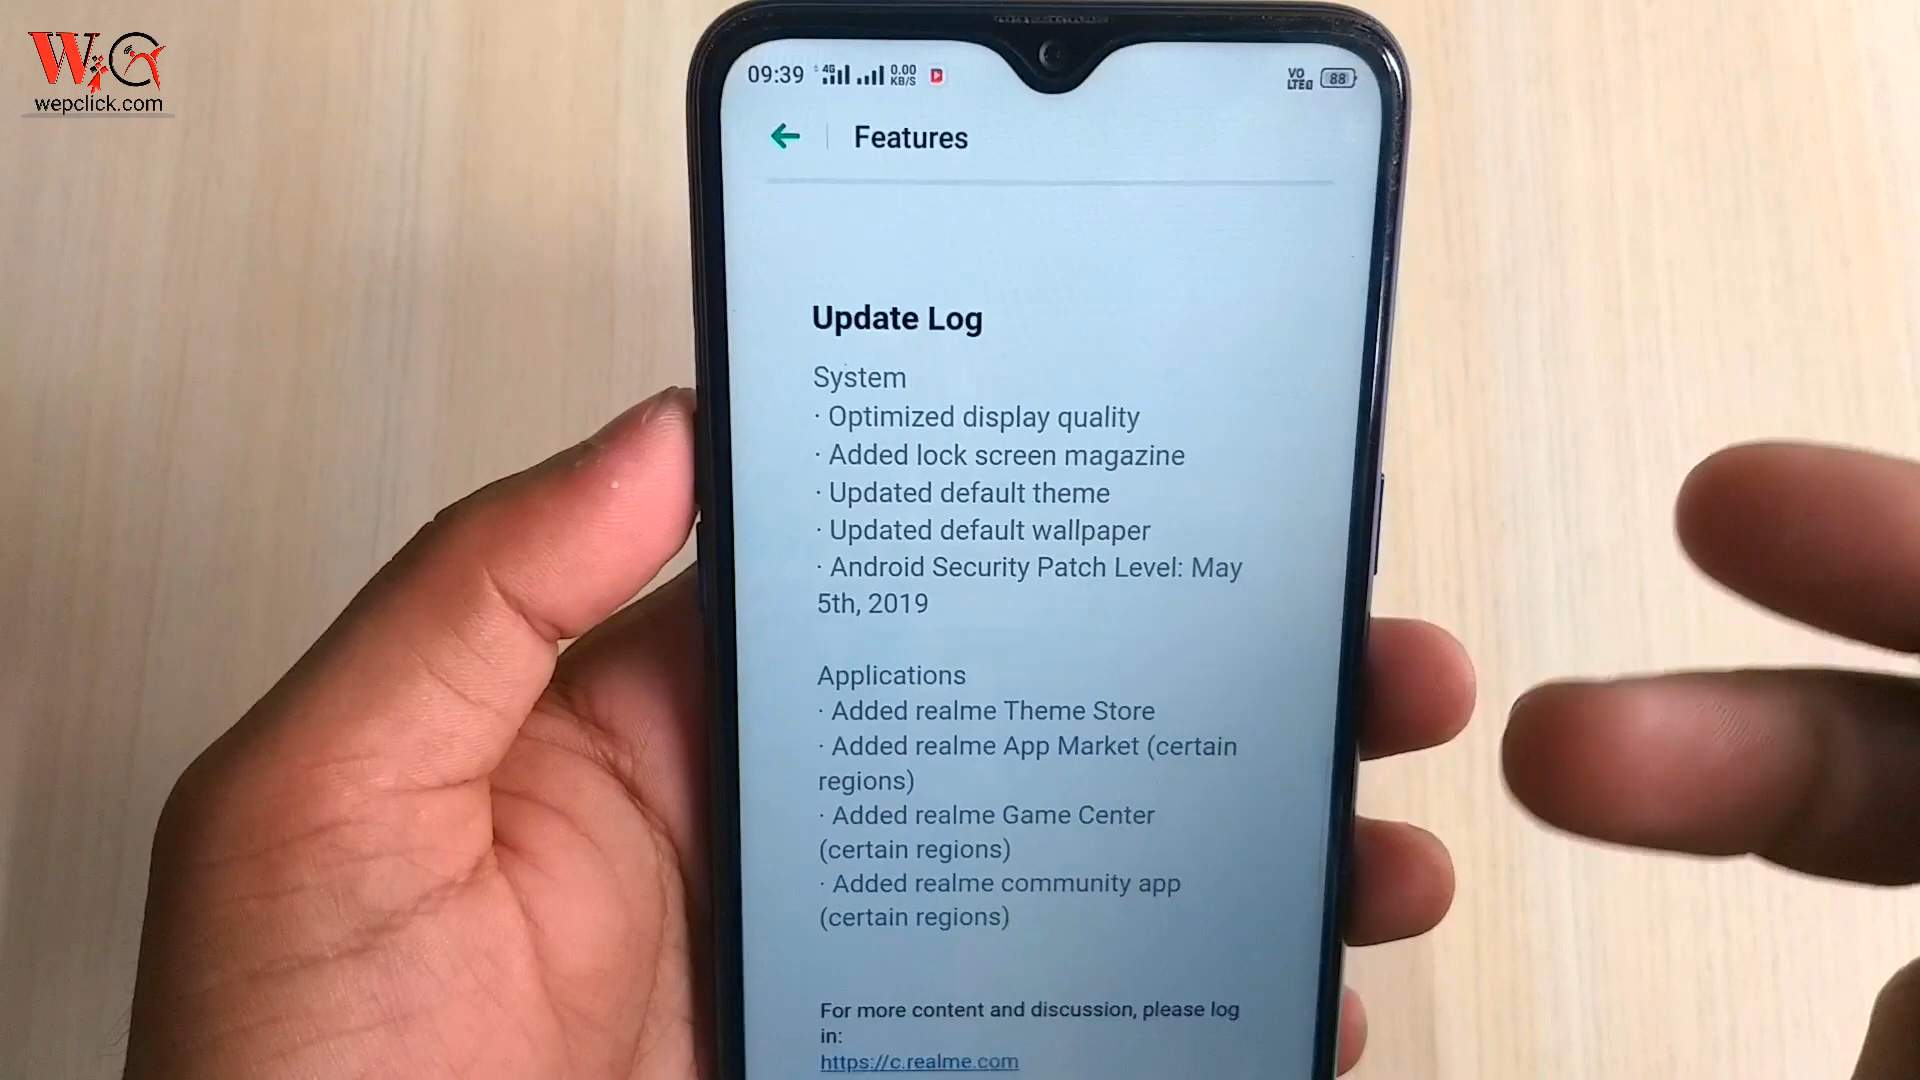 WC
wepclick.com
09:39 4G 0.00 KB/S VO LTE 88
Features
Update Log
System
· Optimized display quality
· Added lock screen magazine
· Updated default theme
· Updated default wallpaper
· Android Security Patch Level: May
5th, 2019
Applications
· Added realme Theme Store
· Added realme App Market (certain
regions)
· Added realme Game Center
(certain regions)
· Added realme community app
(certain regions)
For more content and discussion, please log
in:
https://c.realme.com